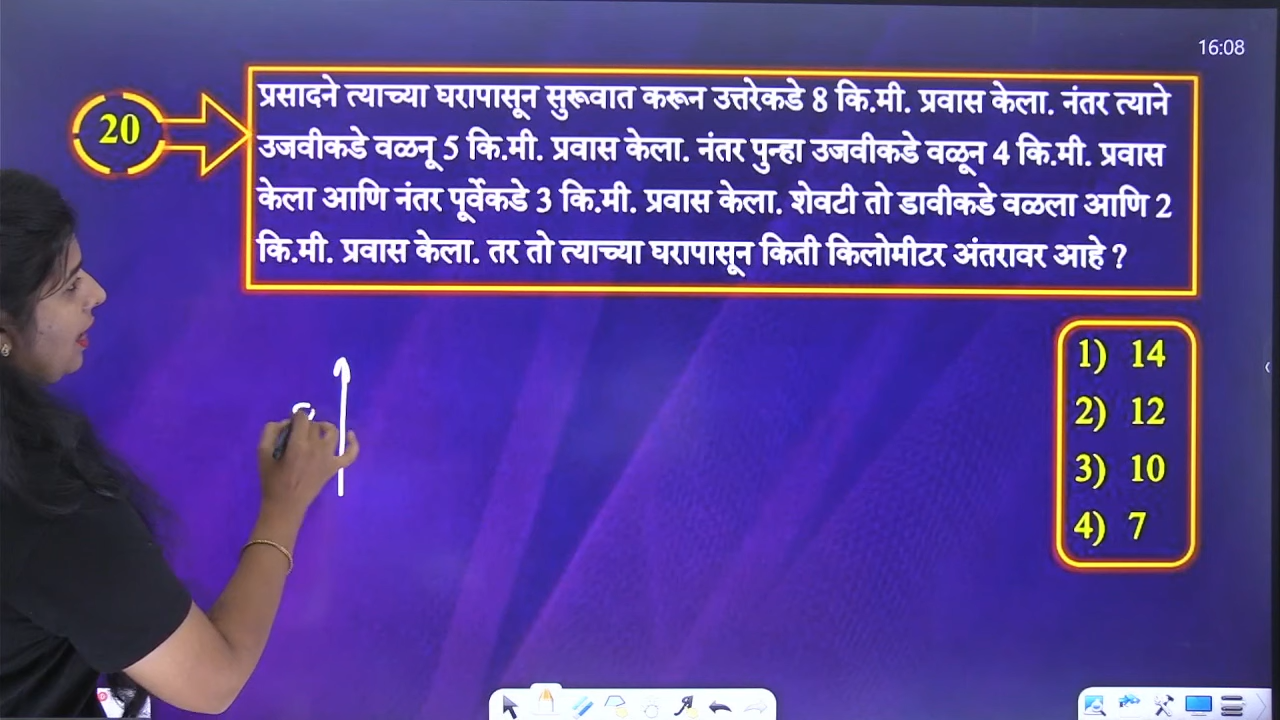 16:08
20
प्रसादने त्याच्या घरापासून सुरूवात करून उत्तरेकडे 8 कि.मी. प्रवास केला. नंतर त्याने
उजवीकडे वळनू 5 कि.मी. प्रवास केला. नंतर पुन्हा उजवीकडे वळून 4 कि.मी. प्रवास
केला आणि नंतर पूर्वेकडे 3 कि.मी. प्रवास केला. शेवटी तो डावीकडे वळला आणि 2
कि.मी. प्रवास केला. तर तो त्याच्या घरापासून किती किलोमीटर अंतरावर आहे ?
1) 14
2) 12
3) 10
4) 7